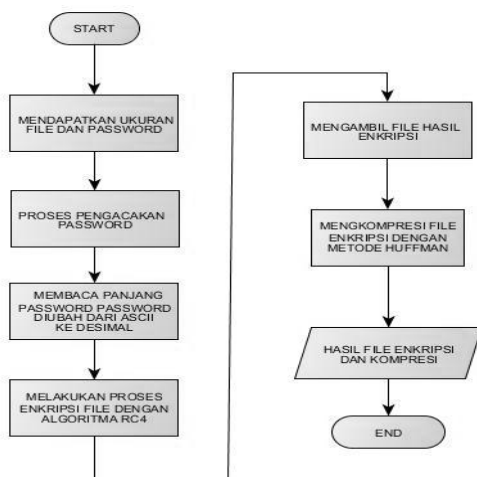 START
MENDAPATKAN UKURAN
FILE DAN PASSWORD
PROSES PENGACAKAN
PASSWORD
MEMBACA PANJANG
PASSWORD PASSWORD
DIUBAH DARI ASCII
KE DESIMAL
MELAKUKAN PROSES
ENKRIPSI FILE DENGAN
ALGORITMA RC4
MENGAMBIL FILE HASIL
ENKRIPSI
MENGKOMPRESI FILE
ENKRIPSI DENGAN
METODE HUFFMAN
HASIL FILE ENKRIPSI
DAN KOMPRESI
END